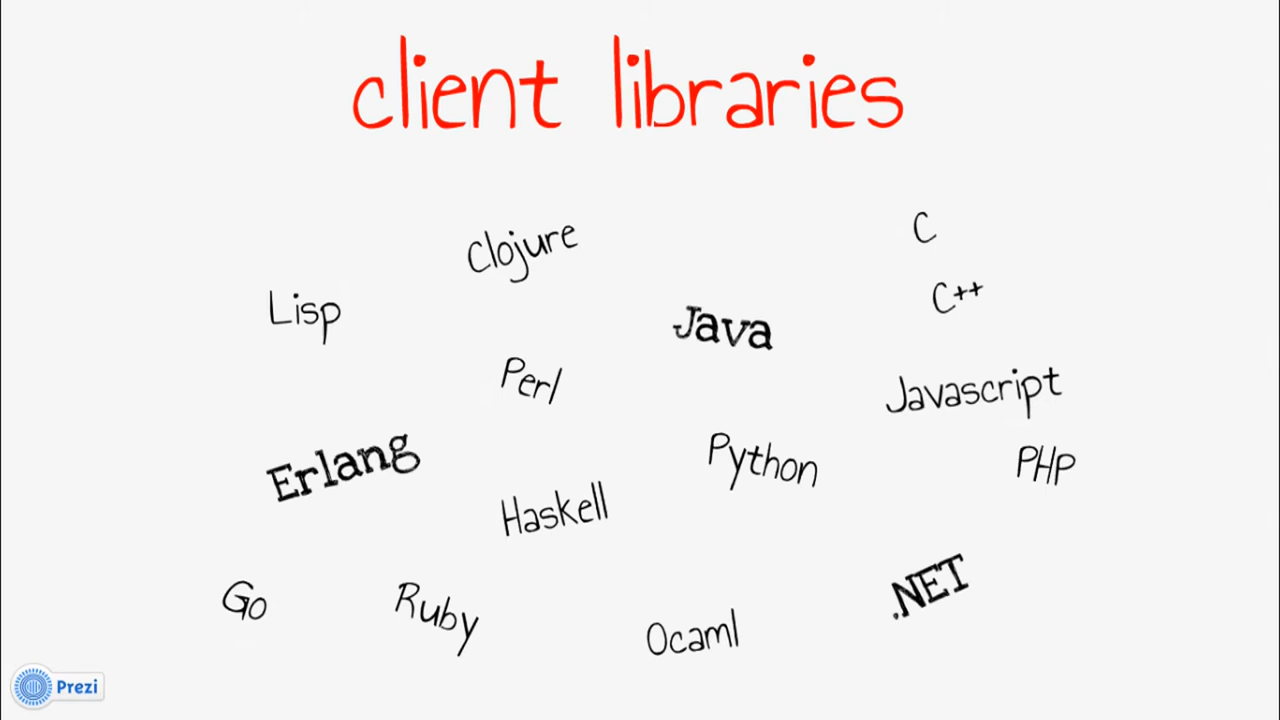 client libraries
Clojure
C
Lisp
C++
Java
Perl
Javascript
Erlang
Python
PHP
Haskell
Go
Ruby
.NET
Ocaml
Prezi